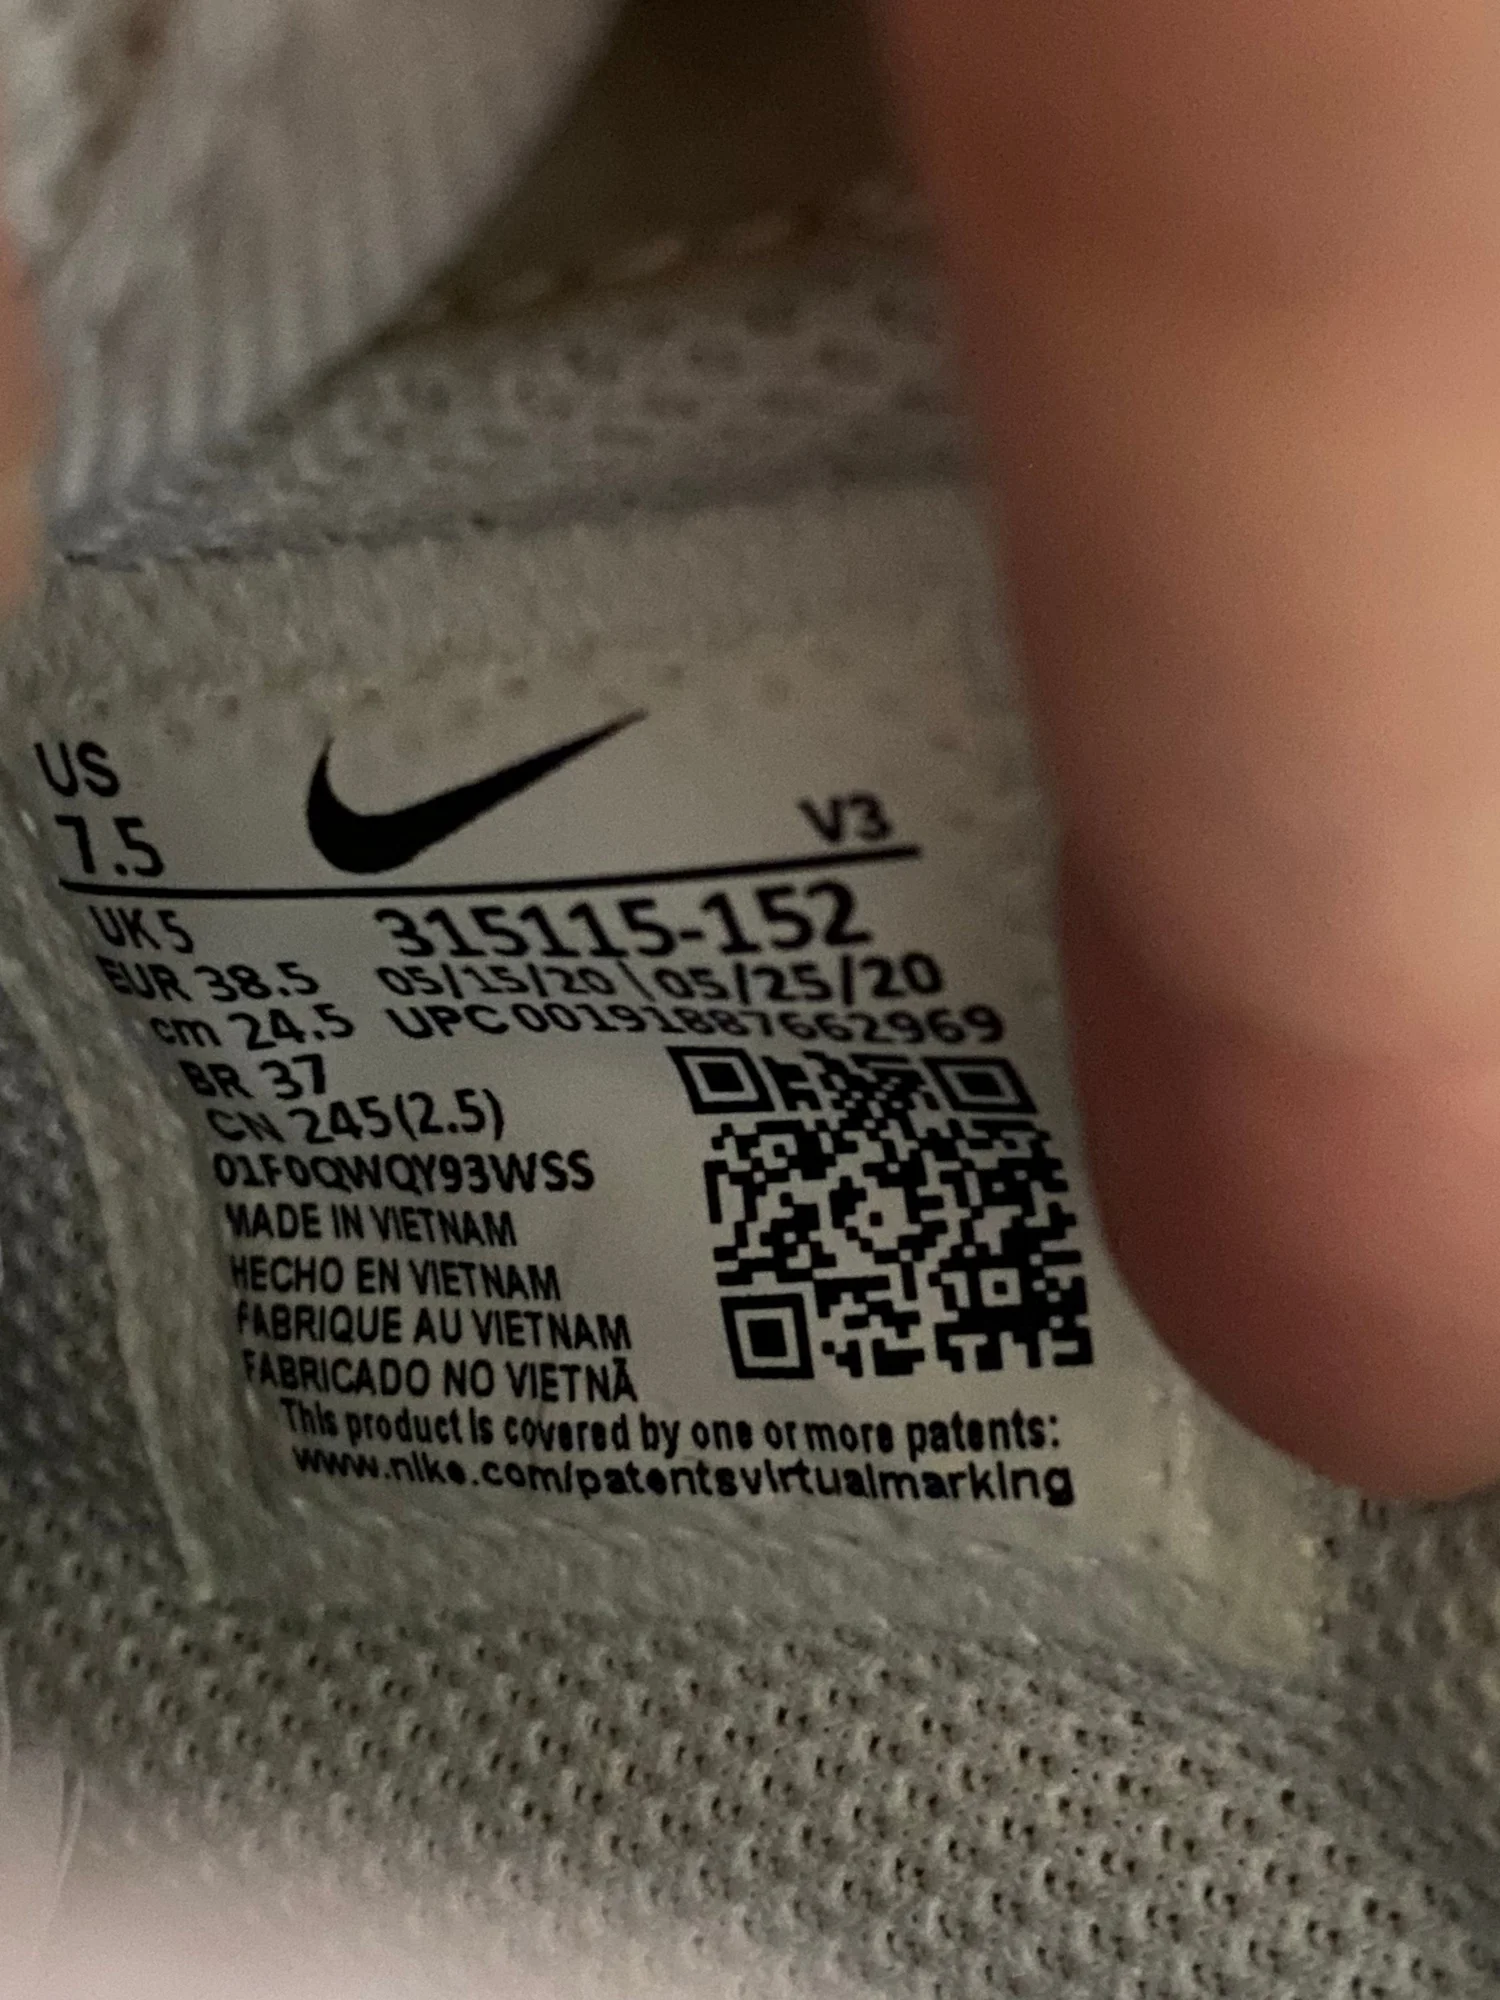 US
7.5
V3
UK 5 315115-152
EUR 38.5 05/15/20 \ 05/25/20
cm 24.5 UPC 00191887662969
BR 37
CN 245(2.5)
01F0QWQY93WSS
MADE IN VIETNAM
HECHO EN VIETNAM
FABRIQUE AU VIETNAM
FABRICADO NO VIETNÃ
This product is covered by one or more patents:
www.nike.com/patentsvirtualmarking